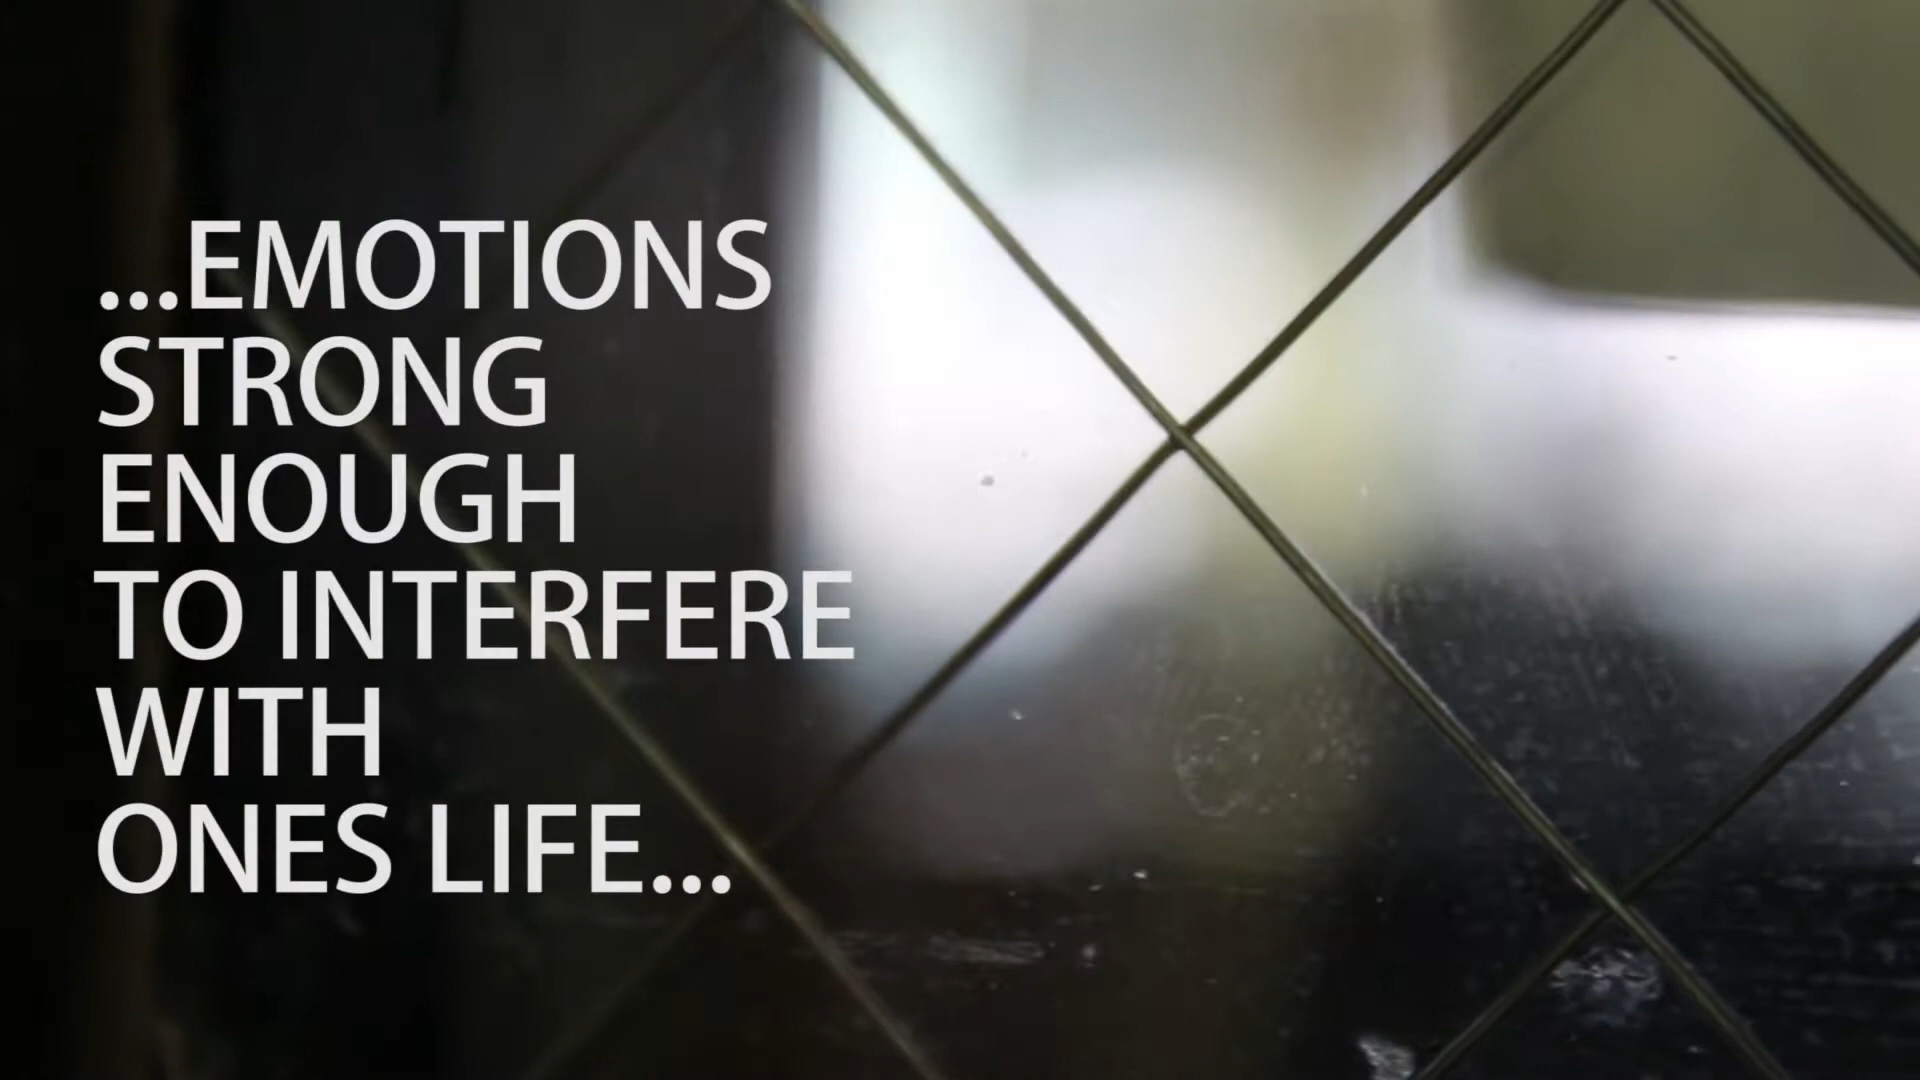 ...EMOTIONS
STRONG
ENOUGH
TO INTERFERE
WITH
ONES LIFE...